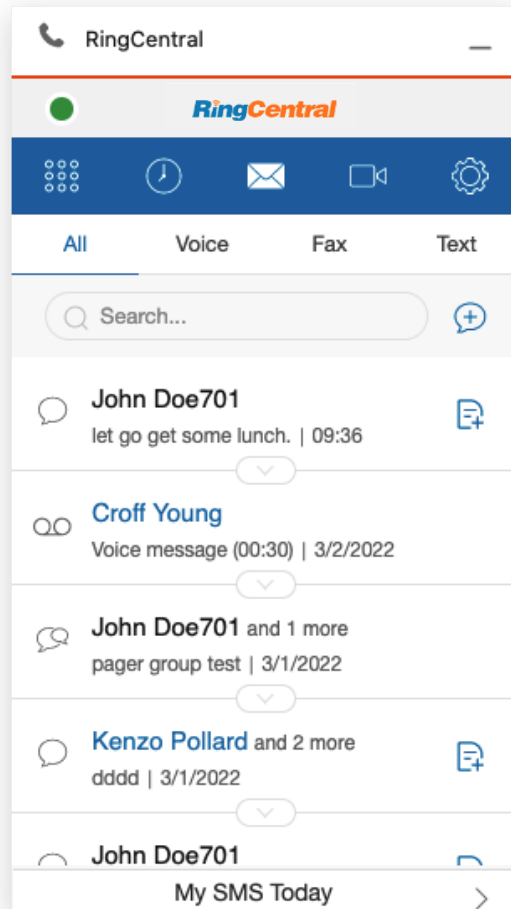 RingCentral
RingCentral
All Voice Fax Text
Search...
John Doe701
let go get some lunch. | 09:36
Croff Young
Voice message (00:30) | 3/2/2022
John Doe701 and 1 more
pager group test | 3/1/2022
Kenzo Pollard and 2 more
dddd | 3/1/2022
John Doe701
My SMS Today